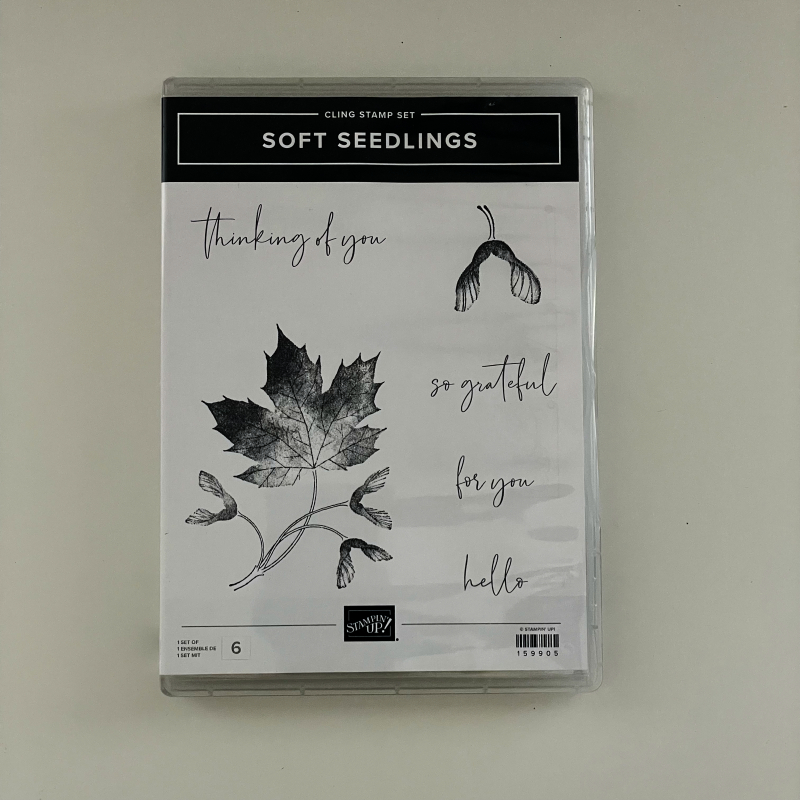 CLING STAMP SET
SOFT SEEDLINGS
thinking of you
so grateful
for you
hello
STAMPIN' UP!®
© STAMPIN' UP!
1 SET OF
1 ENSEMBLE DE
1 SET MIT
6
159905